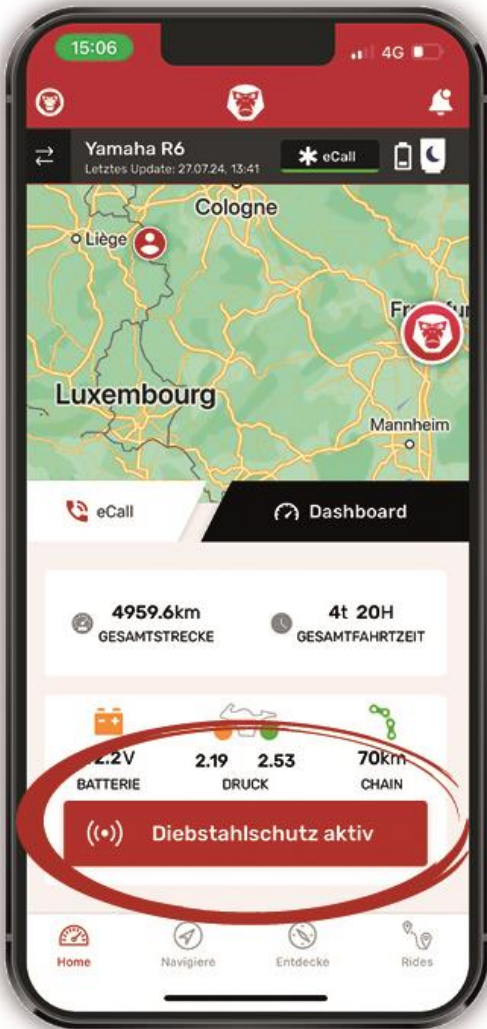 15:06
4G
Yamaha R6
Letztes Update: 27.07.24, 13:41
eCall
Cologne
Liège
Luxembourg
Mannheim
eCall
Dashboard
4959.6km
GESAMTSTRECKE
4t 20H
GESAMTFAHRTZEIT
2.19 2.53
70km
BATTERIE
DRUCK
CHAIN
Diebstahlschutz aktiv
Home
Navigiere
Entdecke
Rides